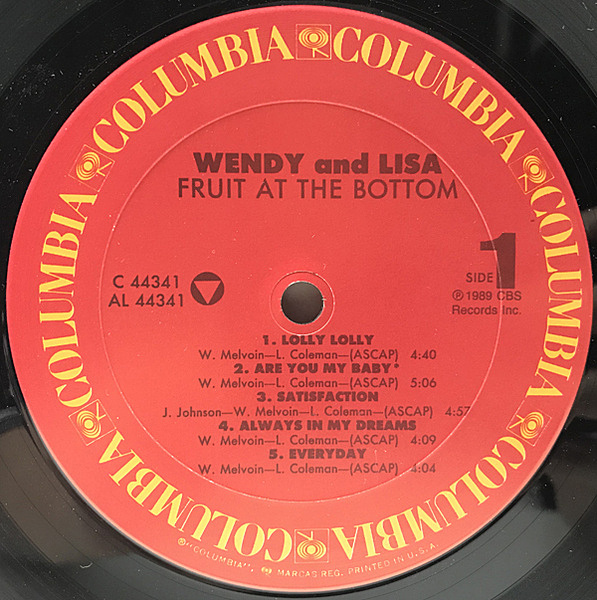 COLUMBIA COLUMBIA COLUMBIA COLUMBIA COLUMBIA COLUMBIA COLUMBIA
WENDY and LISA
FRUIT AT THE BOTTOM
C 44341
AL 44341
SIDE 1
℗ 1989 CBS
Records Inc.
1. LOLLY LOLLY
W. Melvoin—L. Coleman—(ASCAP) 4:40
2. ARE YOU MY BABY*
W. Melvoin—L. Coleman—(ASCAP) 5:06
3. SATISFACTION
J. Johnson—W. Melvoin—L. Coleman—(ASCAP) 4:57
4. ALWAYS IN MY DREAMS
W. Melvoin—L. Coleman—(ASCAP) 4:09
5. EVERYDAY
W. Melvoin—L. Coleman—(ASCAP) 4:04
®"COLUMBIA", MARCAS REG. PRINTED IN U.S.A.